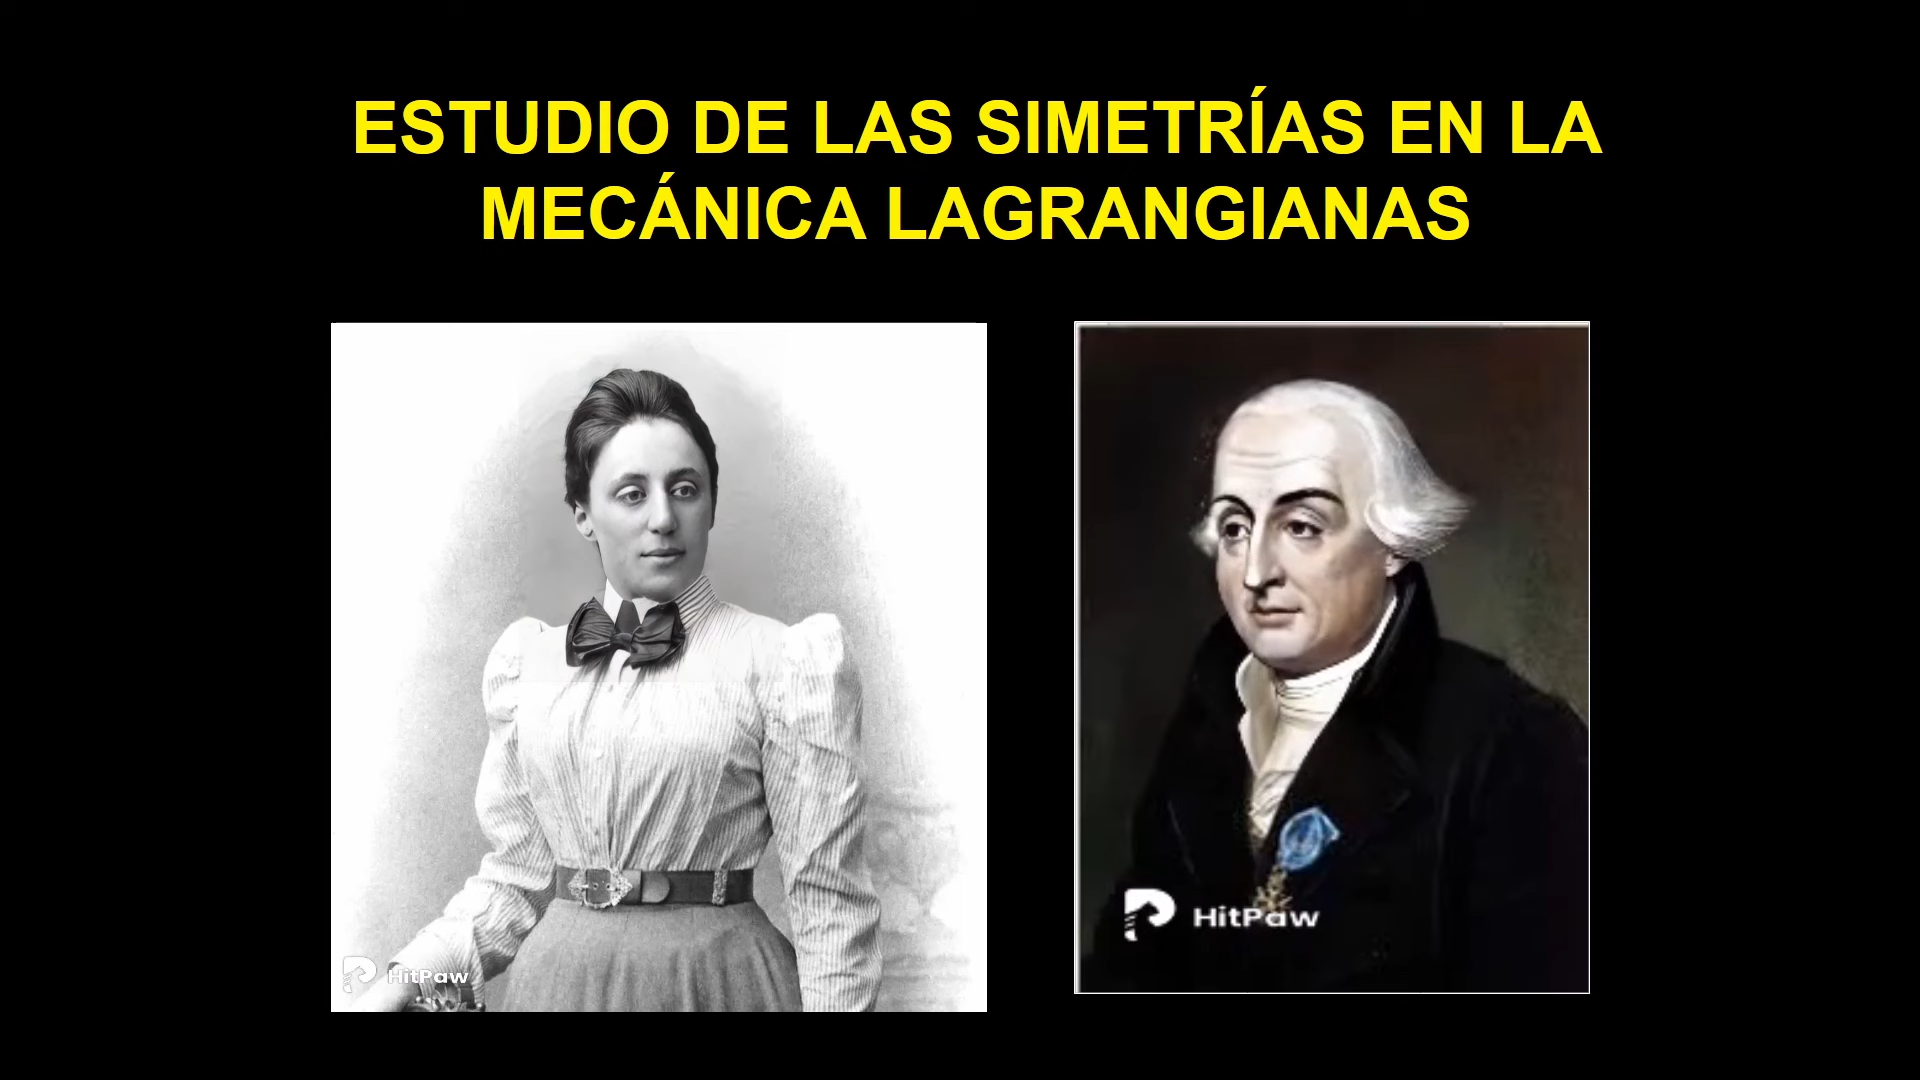 ESTUDIO DE LAS SIMETRÍAS EN LA
MECÁNICA LAGRANGIANAS
HitPaw
HitPaw